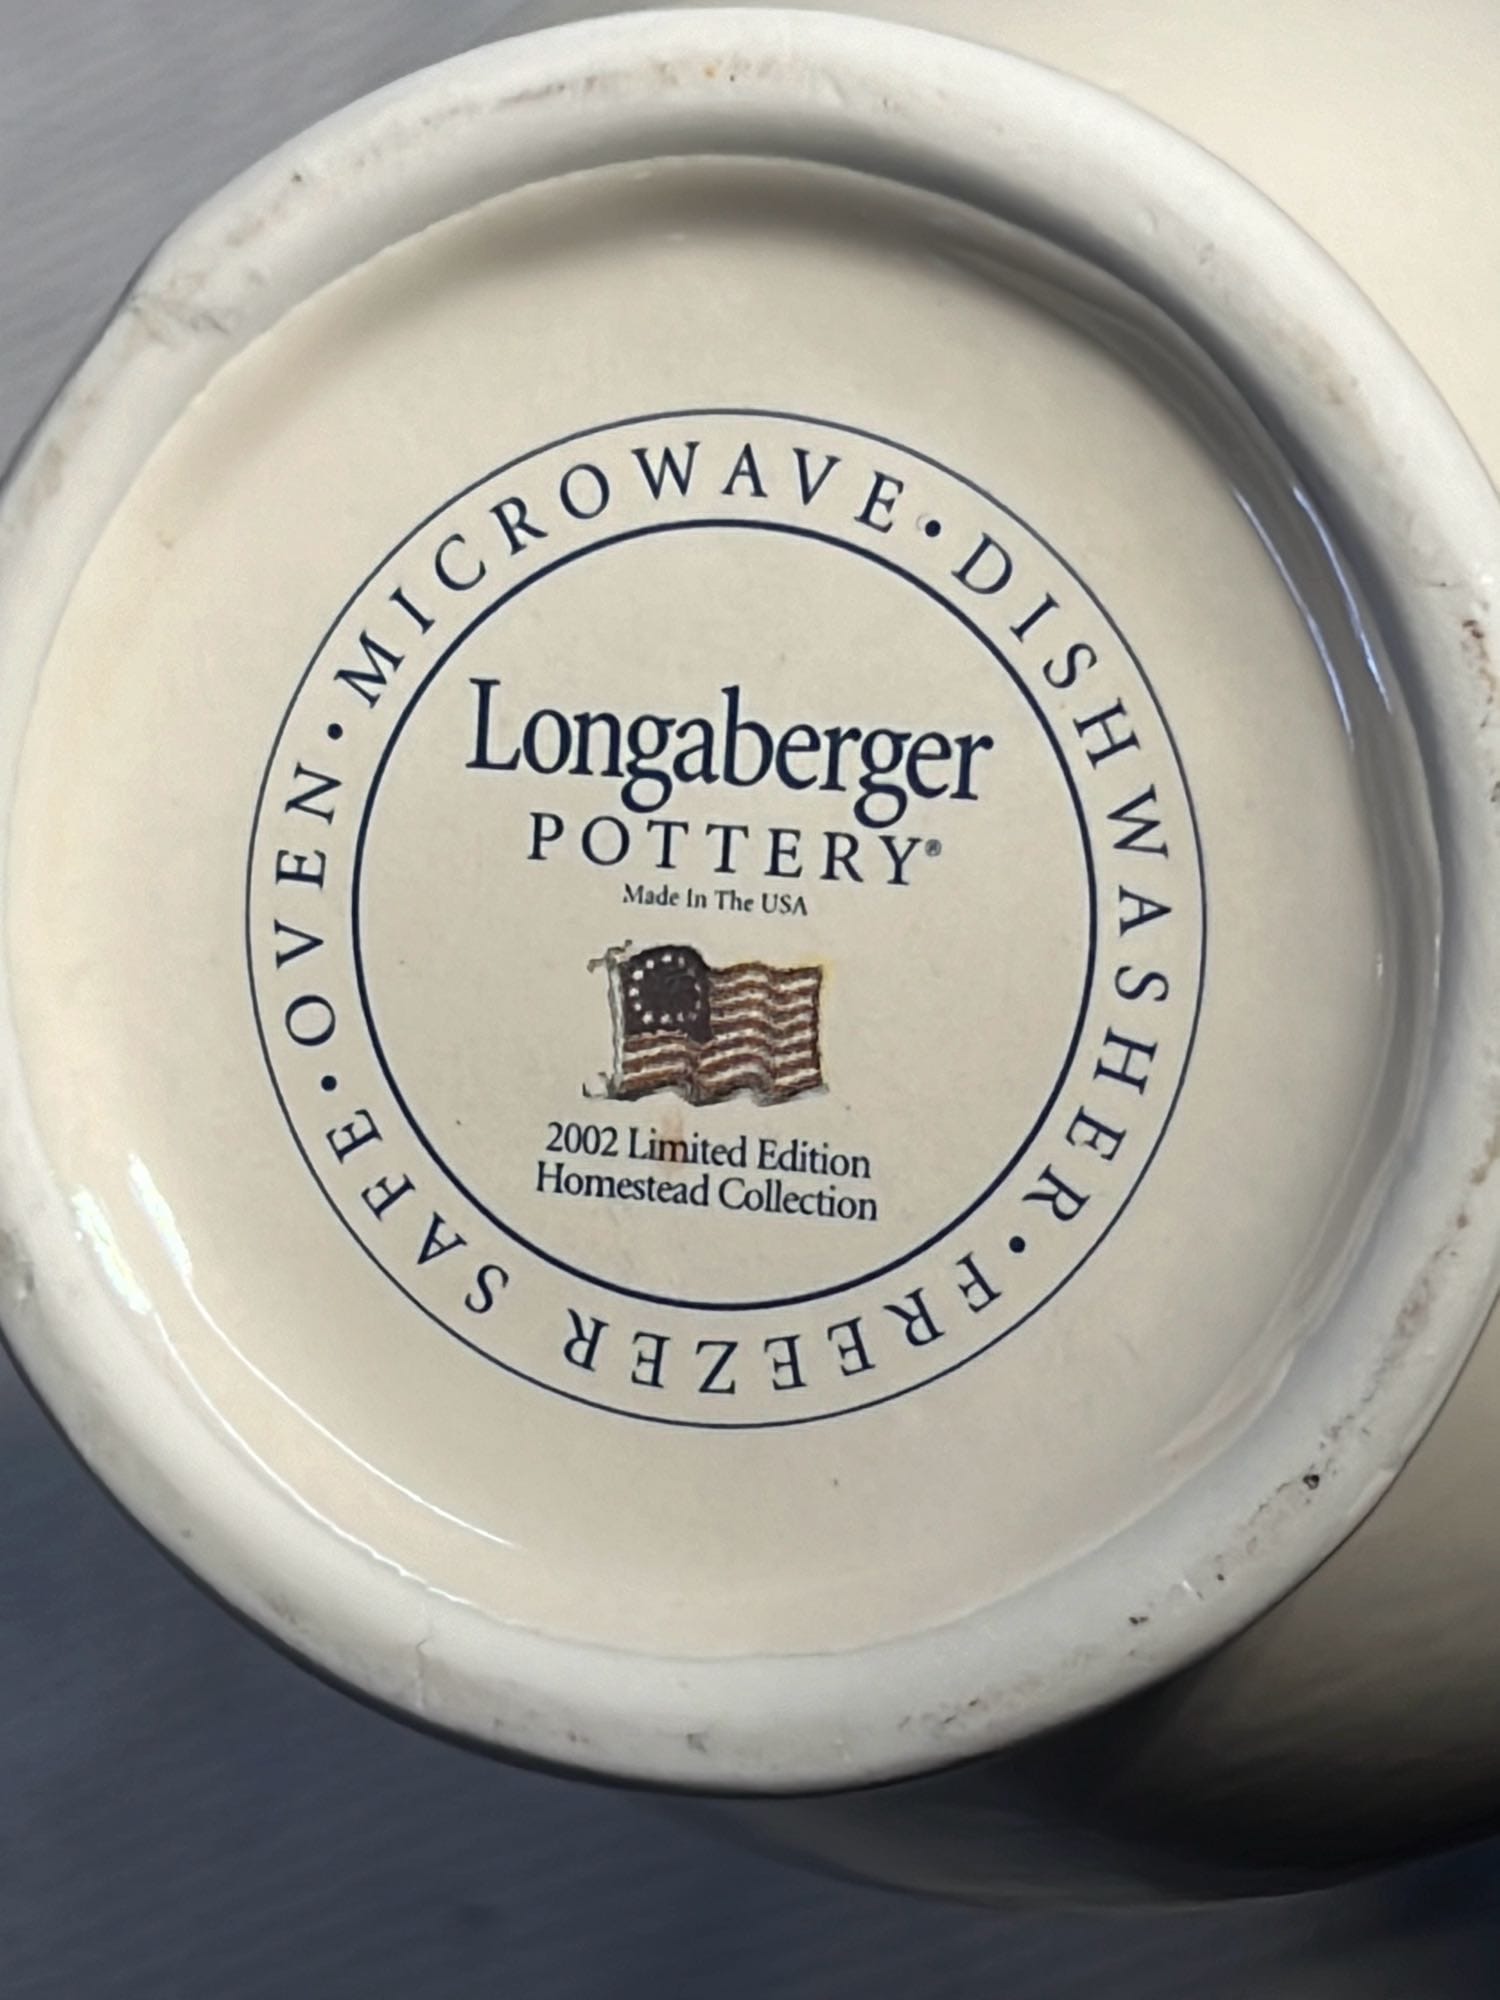 MICROWAVE • DISHWASHER • FREEZER SAFE • OVEN •
Longaberger
POTTERY®
Made In The USA
2002 Limited Edition
Homestead Collection